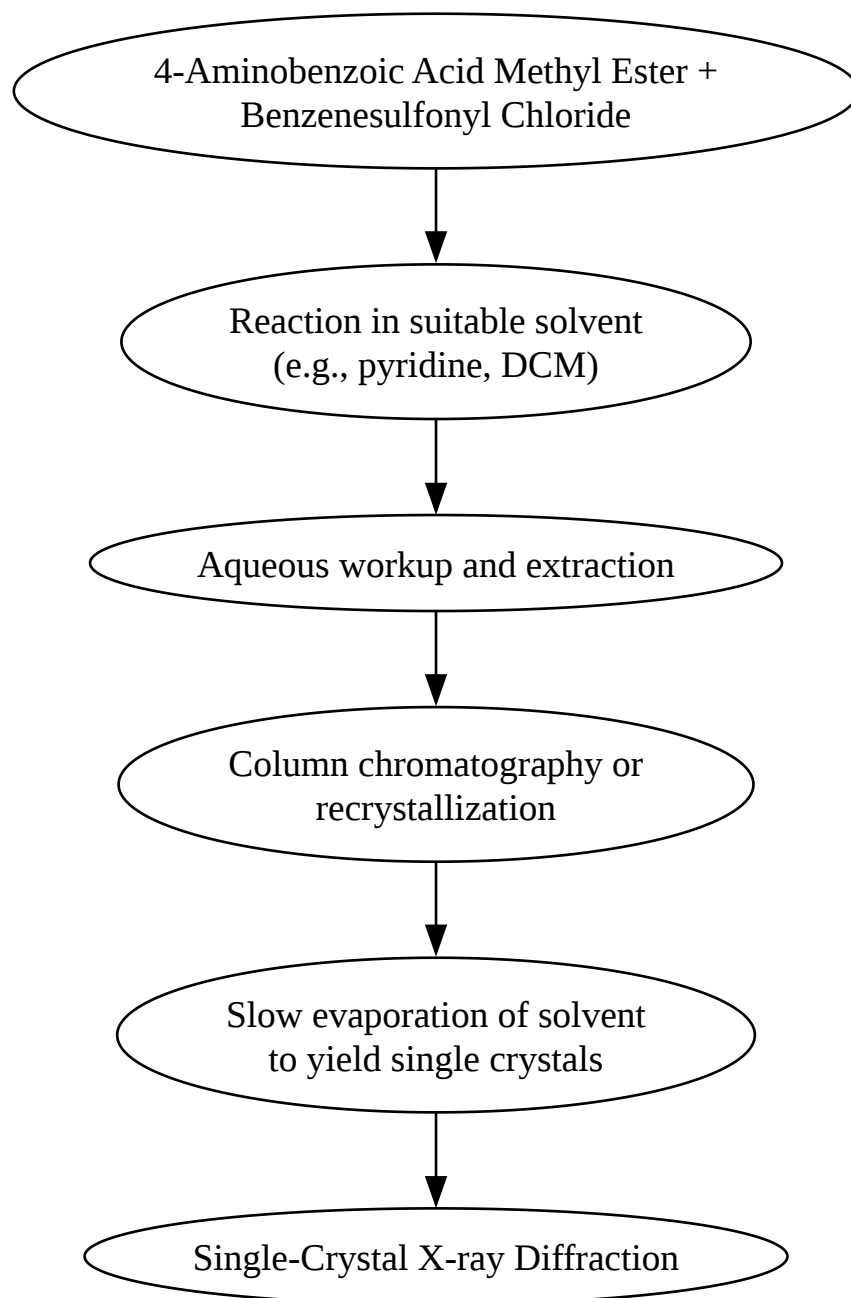 4-Aminobenzoic Acid Methyl Ester +
Benzenesulfonyl Chloride
Reaction in suitable solvent
(e.g., pyridine, DCM)
Aqueous workup and extraction
Column chromatography or
recrystallization
Slow evaporation of solvent
to yield single crystals
Single-Crystal X-ray Diffraction